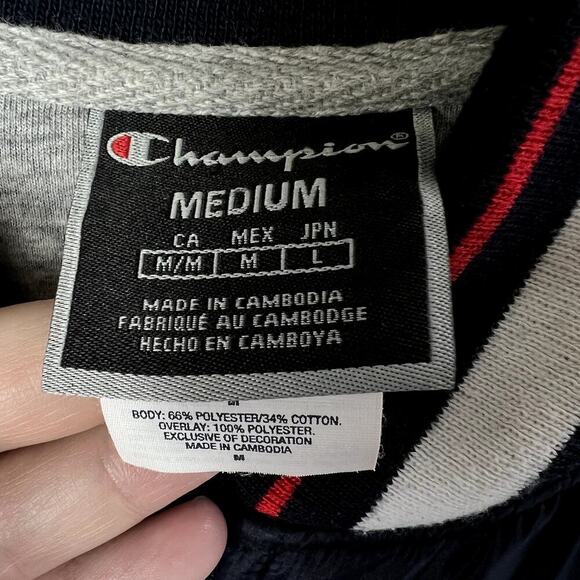 Champion®
MEDIUM
CA MEX JPN
M/M M L
MADE IN CAMBODIA
FABRIQUÉ AU CAMBODGE
HECHO EN CAMBOYA
M
BODY: 66% POLYESTER/34% COTTON.
OVERLAY: 100% POLYESTER.
EXCLUSIVE OF DECORATION
MADE IN CAMBODIA
M